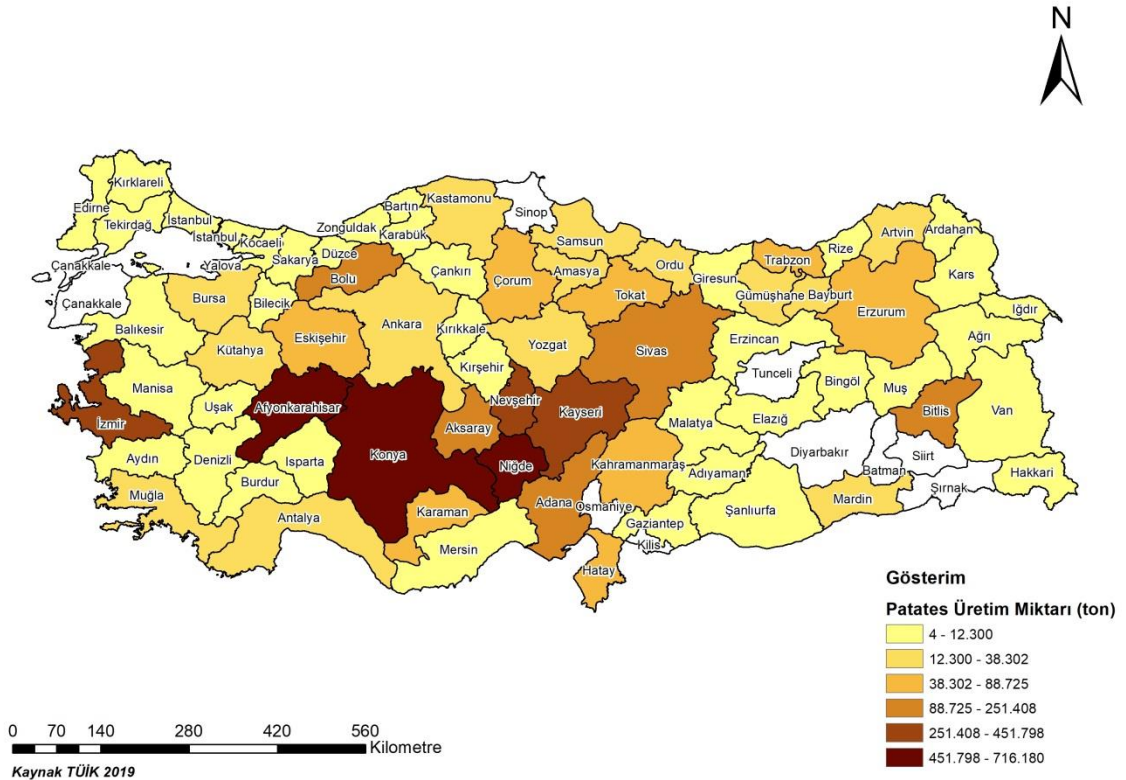 N
Kırklareli
Edirne
Tekirdağ
İstanbul
İstanbul
Kocaeli
Yalova
Sakarya
Düzce
Zonguldak
Bartın
Karabük
Kastamonu
Sinop
Samsun
Ordu
Giresun
Trabzon
Rize
Artvin
Ardahan
Kars
Iğdır
Çanakkale
Çanakkale
Bursa
Bilecik
Bolu
Çankırı
Çorum
Amasya
Tokat
Gümüşhane
Bayburt
Erzurum
Ağrı
Balıkesir
Kütahya
Eskişehir
Ankara
Kırıkkale
Kırşehir
Yozgat
Sivas
Erzincan
Tunceli
Bingöl
Muş
Bitlis
Van
Manisa
Uşak
Afyonkarahisar
İzmir
Konya
Aksaray
Nevşehir
Kayseri
Niğde
Malatya
Elazığ
Diyarbakır
Batman
Siirt
Şırnak
Hakkari
Aydın
Denizli
Isparta
Burdur
Muğla
Antalya
Karaman
Mersin
Adana
Osmaniye
Kahramanmaraş
Adıyaman
Gaziantep
Kilis
Şanlıurfa
Mardin
Hatay
Gösterim
Patates Üretim Miktarı (ton)
4 - 12.300
12.300 - 38.302
38.302 - 88.725
88.725 - 251.408
251.408 - 451.798
451.798 - 716.180
0 70 140 280 420 560
Kilometre
Kaynak TÜİK 2019